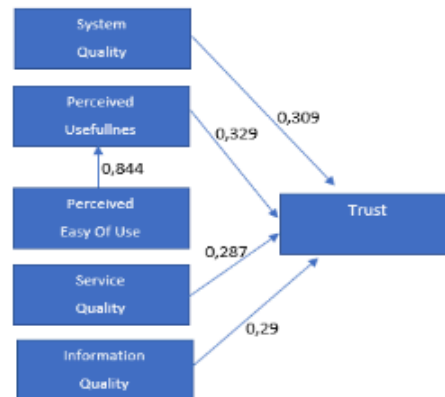 System
Quality
0,309
Perceived
Usefullnes
0,329
0,844
Perceived
Easy Of Use
Trust
Service
Quality
0,287
Information
Quality
0,29